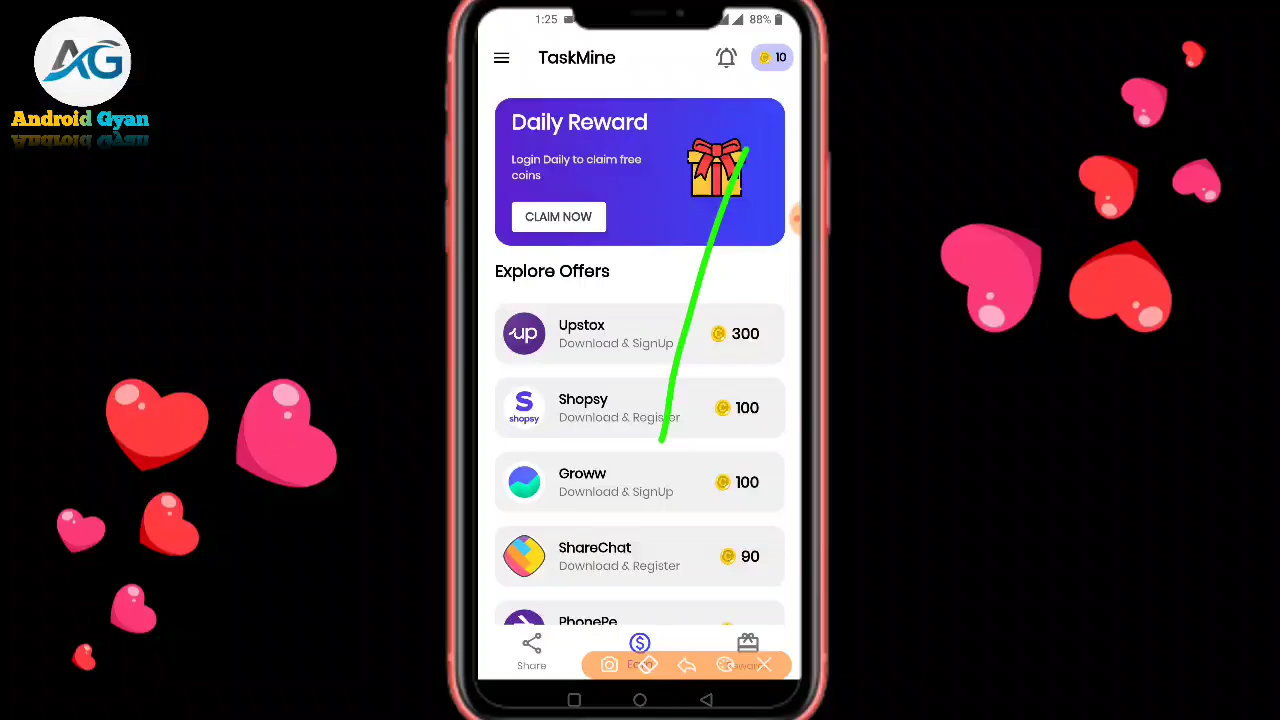 AG
Android Gyan
1:25
88%
TaskMine
10
Daily Reward
Login Daily to claim free
coins
CLAIM NOW
Explore Offers
up
Upstox
Download & SignUp
300
S
shopsy
Shopsy
Download & Register
100
Groww
Download & SignUp
100
ShareChat
Download & Register
90
PhonePe
Share